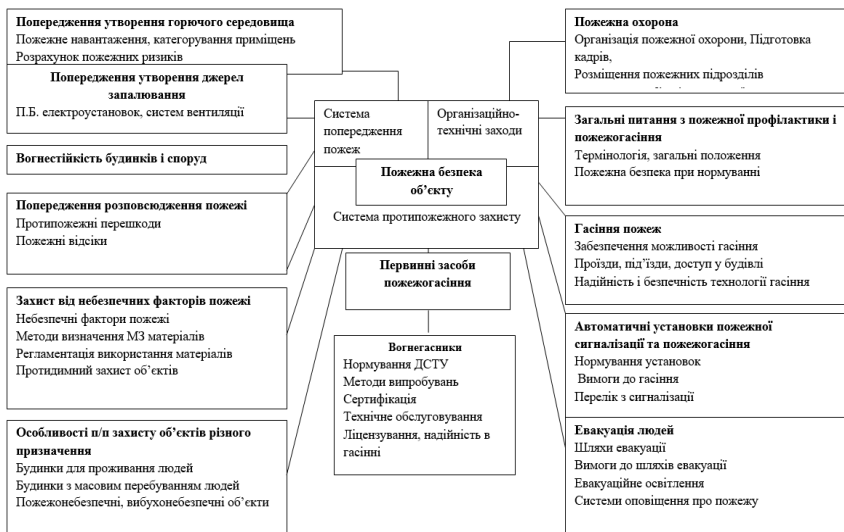 Попередження утворення горючого середовища
Пожежне навантаження, категорування приміщень
Розрахунок пожежних ризиків
Попередження утворення джерел
запалювання
П.Б. електроустановок, систем вентиляції
Вогнестійкість будинків і споруд
Попередження розповсюдження пожежі
Протипожежні перешкоди
Пожежні відсіки
Захист від небезпечних факторів пожежі
Небезпечні фактори пожежі
Методи визначення МЗ матеріалів
Регламентація використання матеріалів
Протидимний захист об’єктів
Особливості п/п захисту об’єктів різного
призначення
Будинки для проживання людей
Будинки з масовим перебуванням людей
Пожежонебезпечні, вибухонебезпечні об’єкти
Система
попередження
пожеж
Організаційно-
технічні заходи
Пожежна безпека
об’єкту
Система протипожежного захисту
Первинні засоби
пожежогасіння
Вогнегасники
Нормування ДСТУ
Методи випробувань
Сертифікація
Технічне обслуговування
Ліцензування, надійність в
гасінні
Пожежна охорона
Організація пожежної охорони, Підготовка
кадрів,
Розміщення пожежних підрозділів
Загальні питання з пожежної профілактики і
пожежогасіння
Термінологія, загальні положення
Пожежна безпека при нормуванні
Гасіння пожеж
Забезпечення можливості гасіння
Проїзди, під’їзди, доступ у будівлі
Надійність і безпечність технології гасіння
Автоматичні установки пожежної
сигналізації та пожежогасіння
Нормування установок
Вимоги до гасіння
Перелік з сигналізації
Евакуація людей
Шляхи евакуації
Вимоги до шляхів евакуації
Евакуаційне освітлення
Системи оповіщення про пожежу